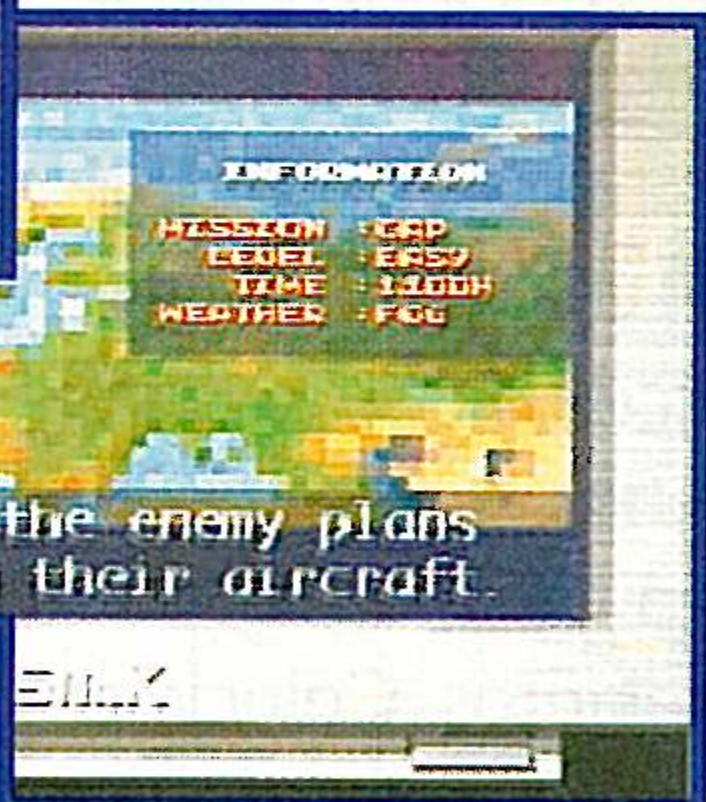 INFORMATION
MISSION :CAP
LEVEL :EASY
TIME :1100H
WEATHER :FOG
the enemy plans
their aircraft.